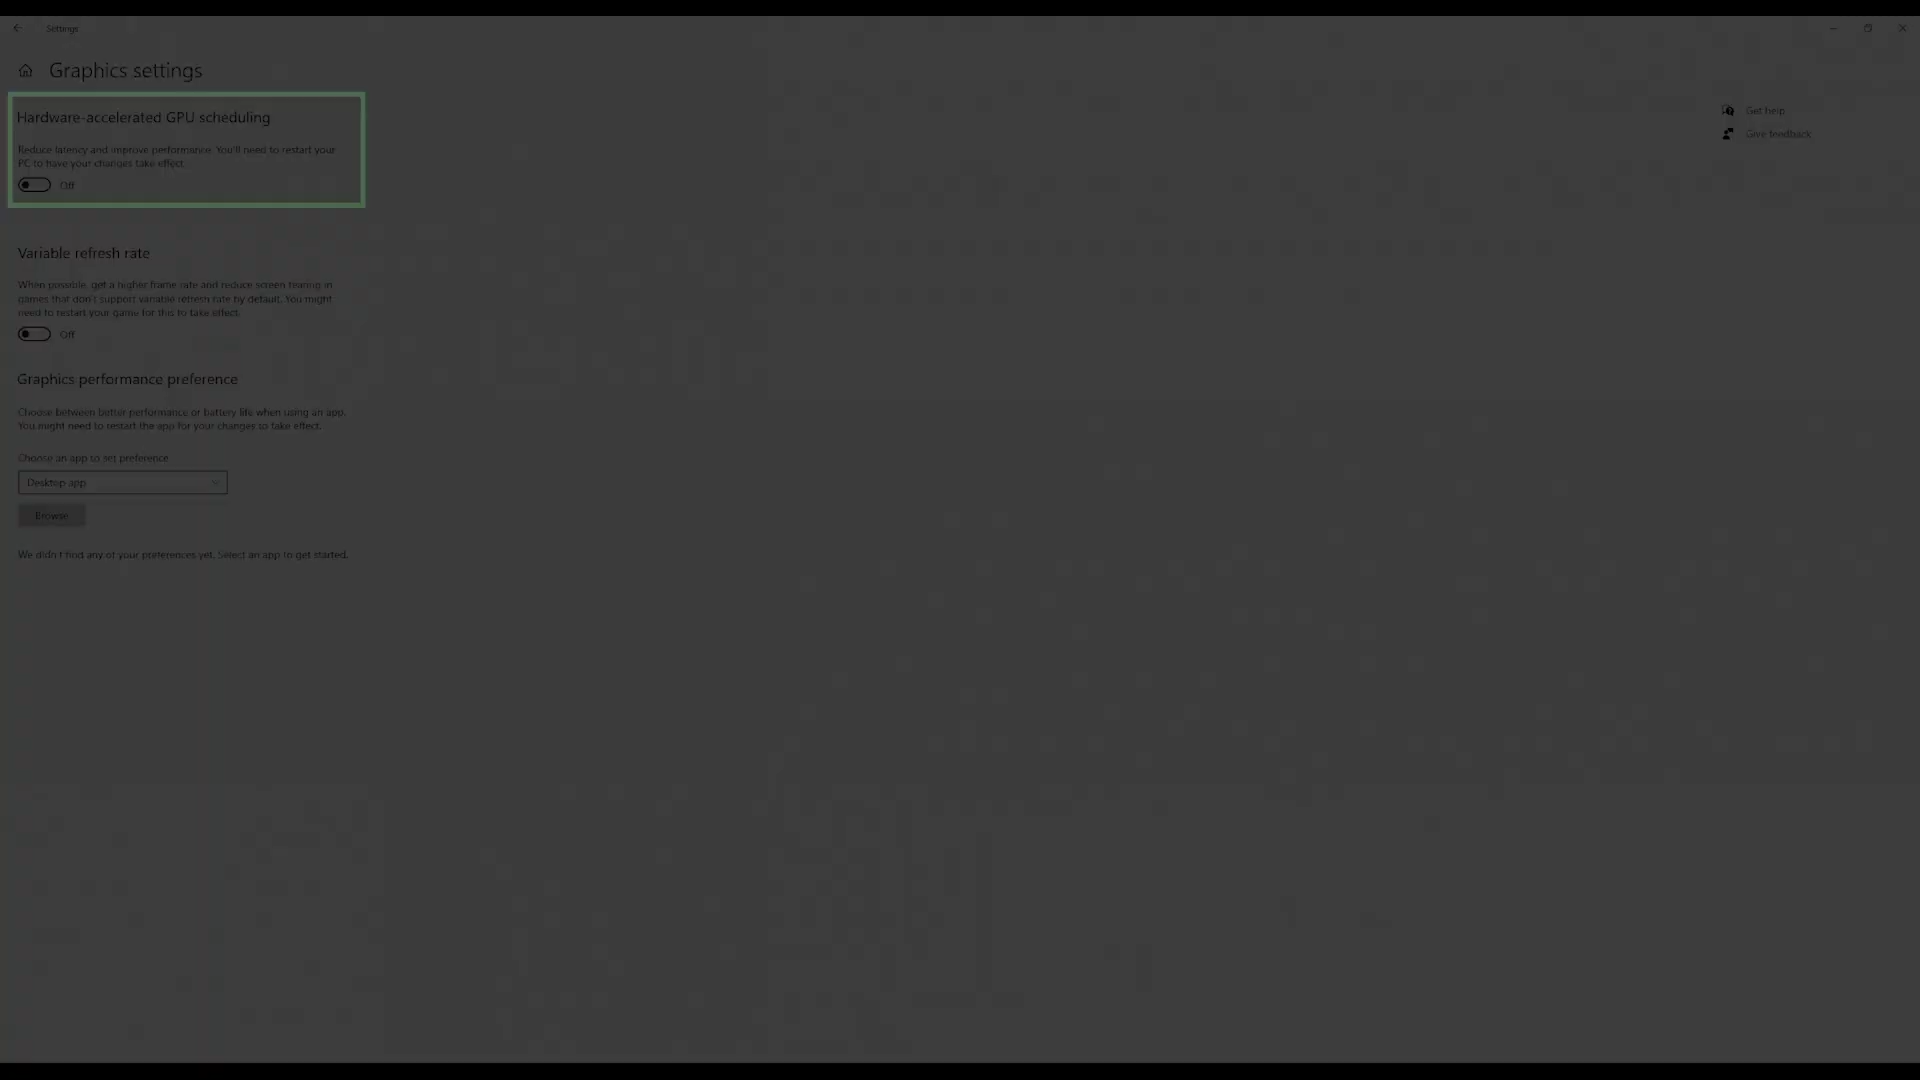 Settings
Graphics settings
Hardware-accelerated GPU scheduling
Reduce latency and improve performance. You'll need to restart your
PC to have your changes take effect.
Off
Get help
Give feedback
Variable refresh rate
When possible, get a higher frame rate and reduce screen tearing in
games that don't support variable refresh rate by default. You might
need to restart your game for this to take effect.
Off
Graphics performance preference
Choose between better performance or battery life when using an app.
You might need to restart the app for your changes to take effect.
Choose an app to set preference
Desktop app
Browse
We didn't find any of your preferences yet. Select an app to get started.